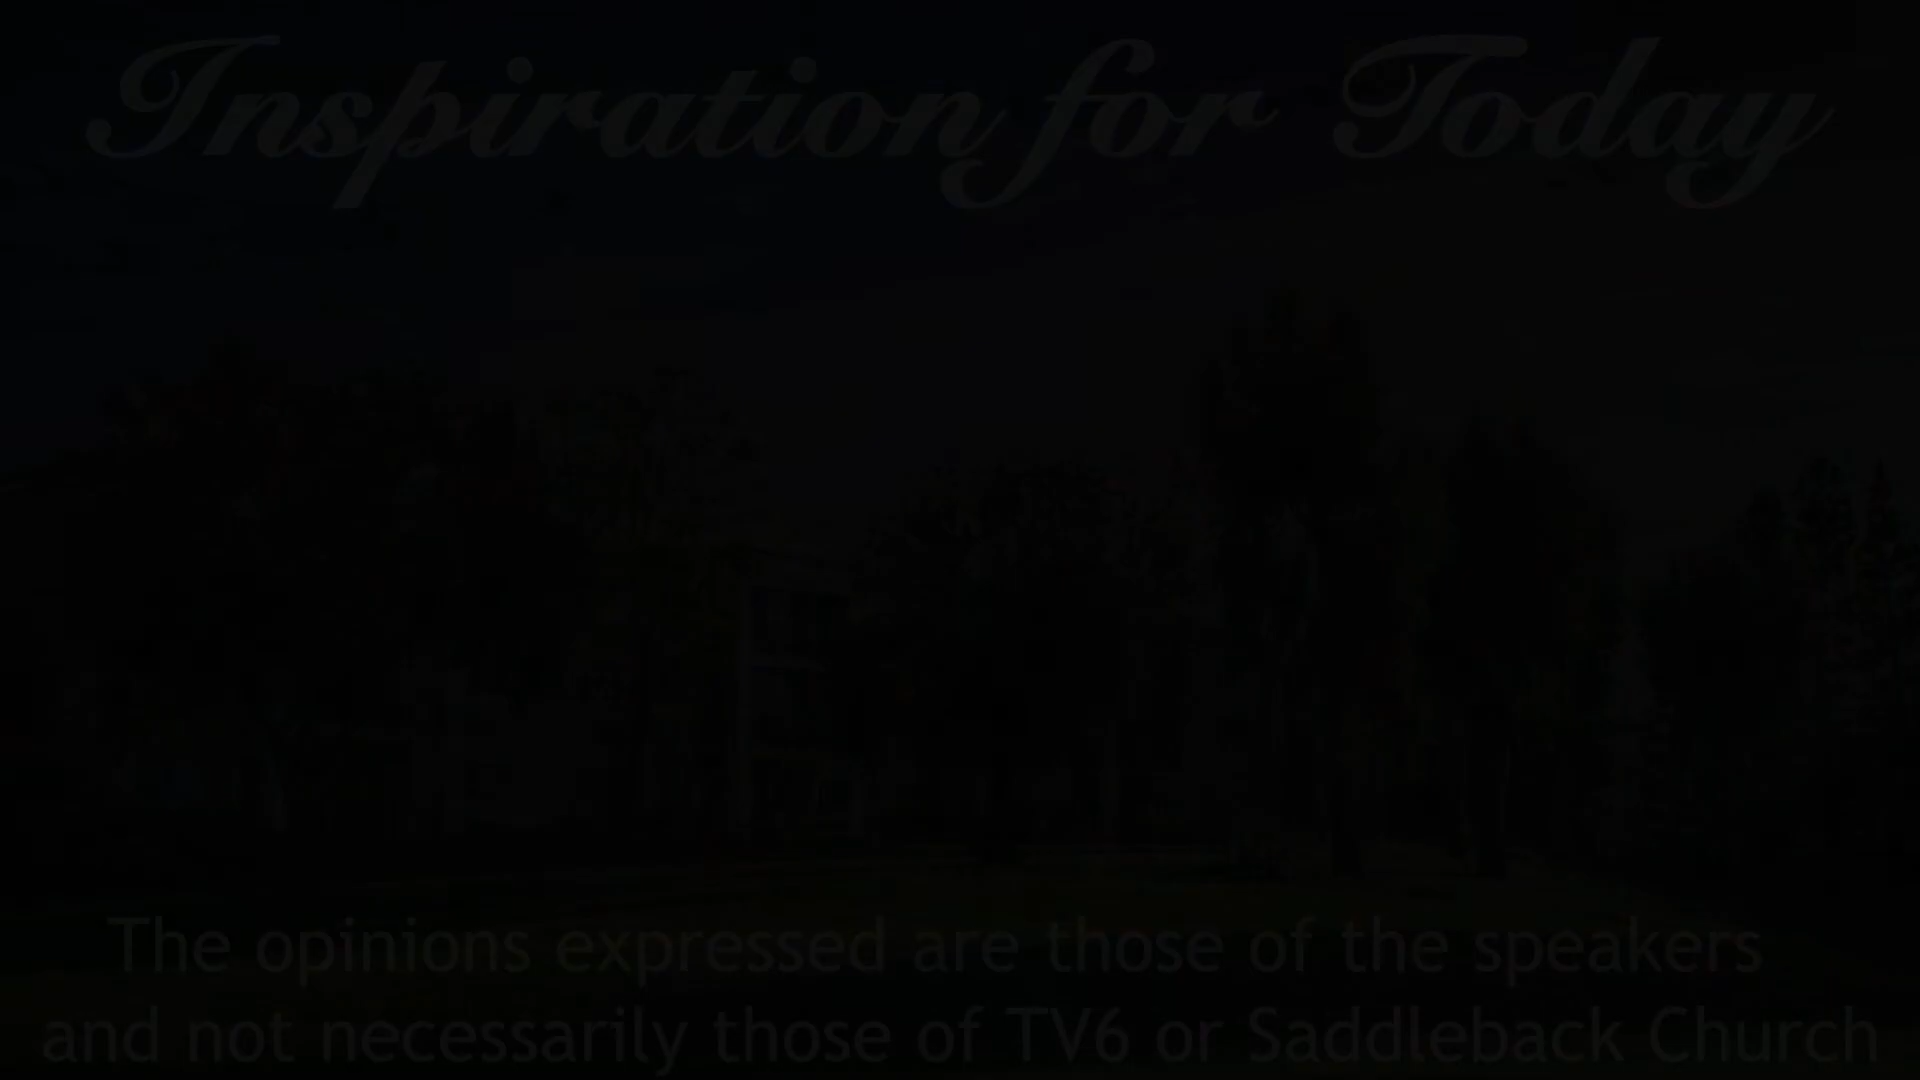 Inspiration for Today
The opinions expressed are those of the speakers
and not necessarily those of TV6 or Saddleback Church